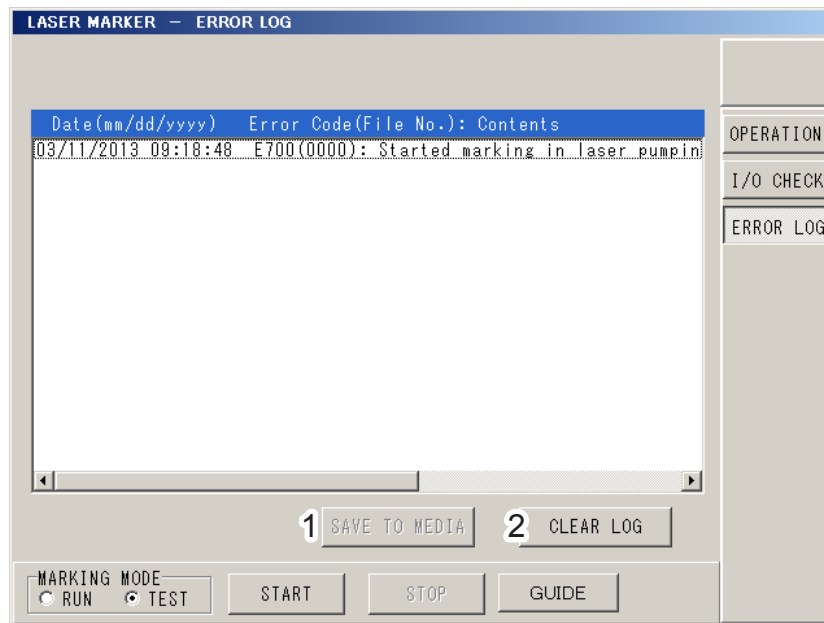 LASER MARKER － ERROR LOG
Date(mm/dd/yyyy) Error Code(File No.): Contents
03/11/2013 09:18:48 E700(0000): Started marking in laser pumpin
OPERATION
I/O CHECK
ERROR LOG
1 SAVE TO MEDIA 2 CLEAR LOG
MARKING MODE
RUN TEST START STOP GUIDE